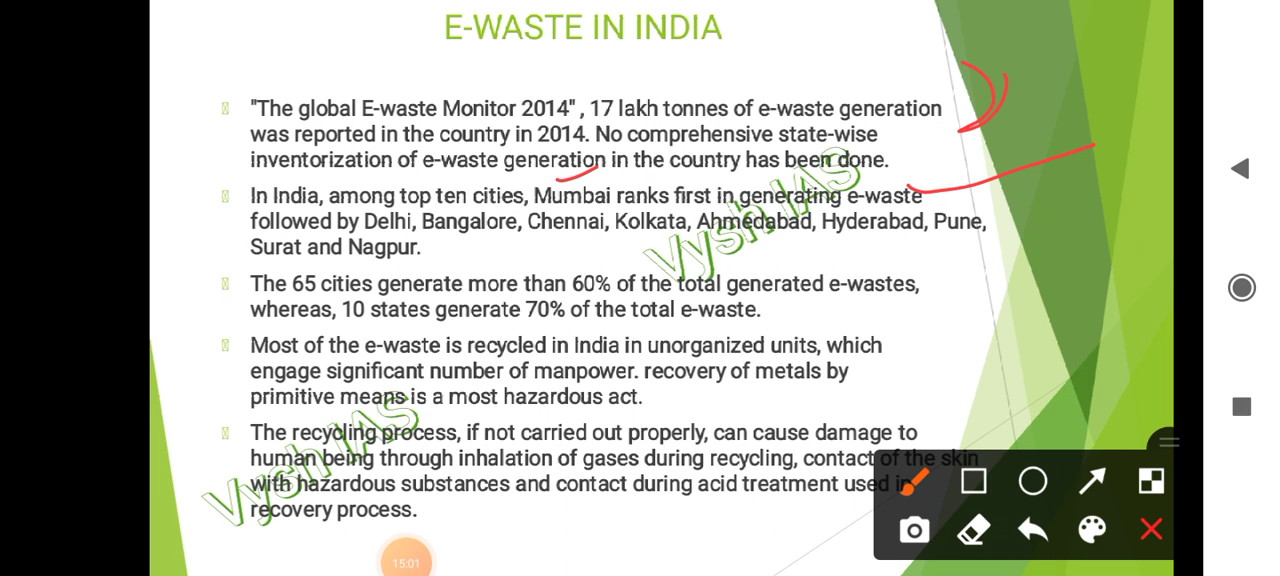 E-WASTE IN INDIA
"The global E-waste Monitor 2014" , 17 lakh tonnes of e-waste generation
was reported in the country in 2014. No comprehensive state-wise
inventorization of e-waste generation in the country has been done.
In India, among top ten cities, Mumbai ranks first in generating e-waste
followed by Delhi, Bangalore, Chennai, Kolkata, Ahmedabad, Hyderabad, Pune,
Surat and Nagpur.
Vysh IAS
The 65 cities generate more than 60% of the total generated e-wastes,
whereas, 10 states generate 70% of the total e-waste.
Most of the e-waste is recycled in India in unorganized units, which
engage significant number of manpower. recovery of metals by
primitive means is a most hazardous act.
The recycling process, if not carried out properly, can cause damage to
human being through inhalation of gases during recycling, contact of the skin
with hazardous substances and contact during acid treatment used in
recovery process.
Vysh IAS
15:01